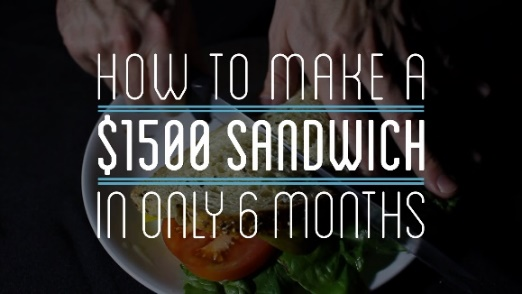 HOW TO MAKE A
$1500 SANDWICH
IN ONLY 6 MONTHS